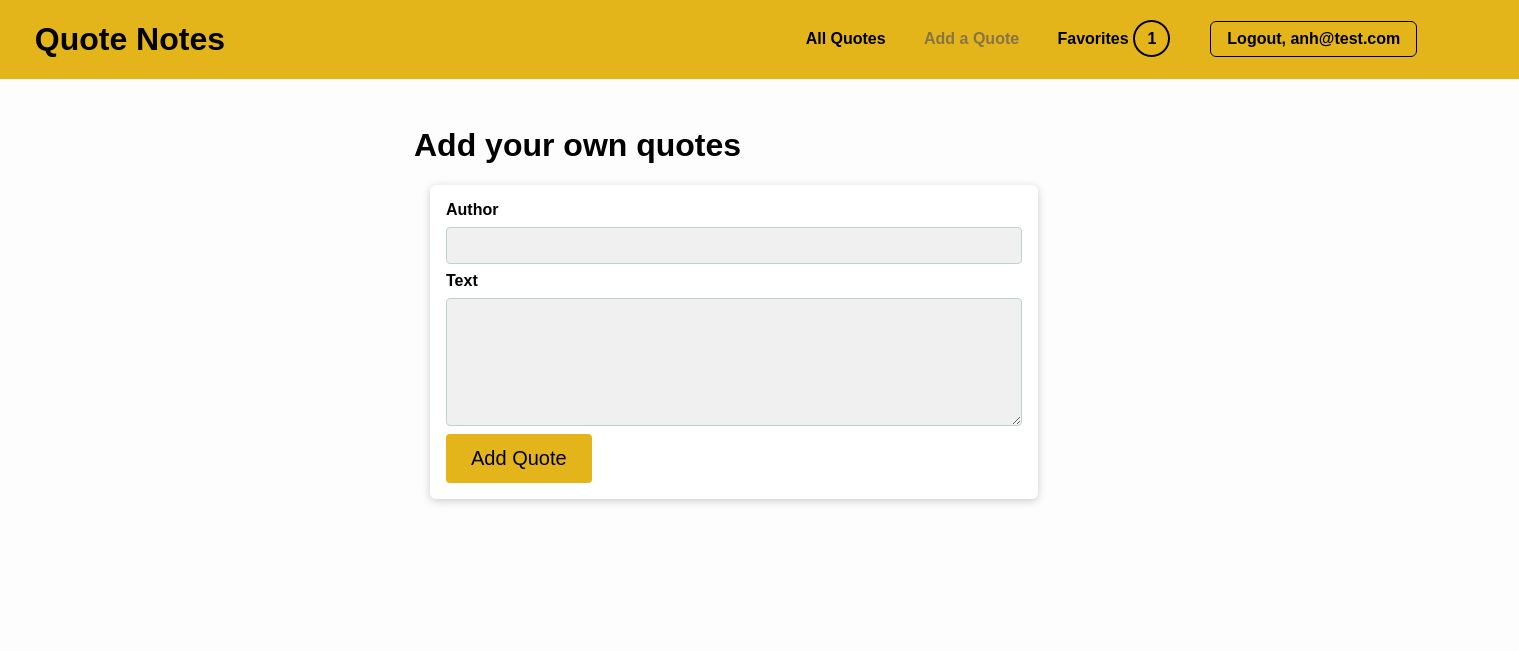 Quote Notes
All Quotes Add a Quote Favorites 1 Logout, anh@test.com
Add your own quotes
Author
Text
Add Quote